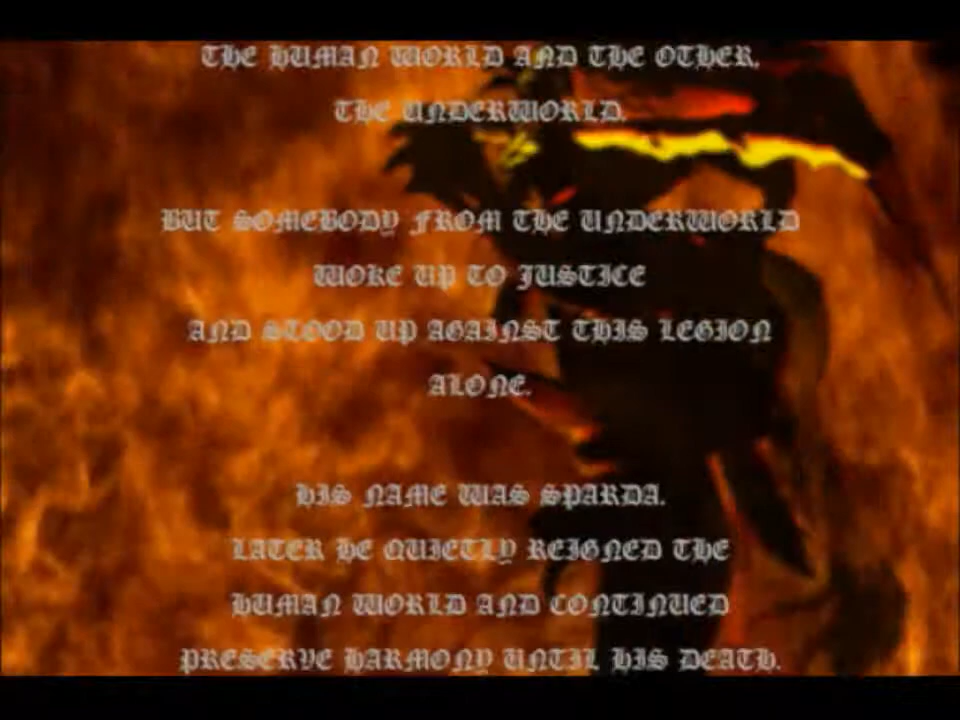 THE HUMAN WORLD AND THE OTHER,
THE UNDERWORLD.
BUT SOMEBODY FROM THE UNDERWORLD
WOKE UP TO JUSTICE
AND STOOD UP AGAINST THIS LEGION
ALONE.
HIS NAME WAS SPARDA.
LATER HE QUIETLY REIGNED THE
HUMAN WORLD AND CONTINUED
PRESERVE HARMONY UNTIL HIS DEATH.